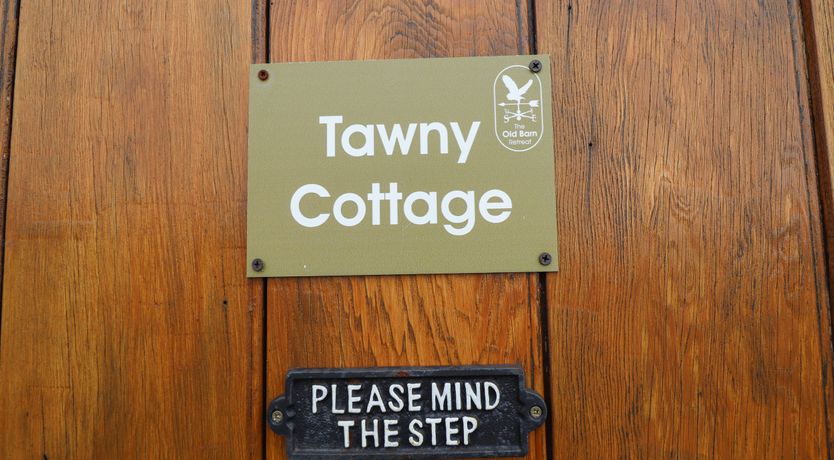 Tawny
Cottage
The
Old Barn
Retreat
PLEASE MIND
THE STEP